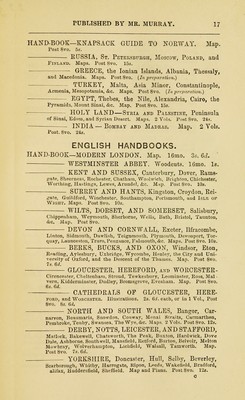 PUBLISHED BY MR. MURRAY. 17
HAND-BOOK—KNAPSACK GUIDE TO NORWAY. Map.
Post 8vo. 5s.
——— RUSSIA, ST. PETERSBURGH, MOSCOW, POLAND, and
FINLAND. Maps. Post 8vo. 15s.
——— GREECE, the Ionian Islands, Albania, Thessaly,
and Macedonia. Maps. Post 8vo. (In preparation.)
——— TURKEY, Malta, Asia Minor, Constantinople,
Armenia, Mesopotamia, &c. Maps. Post 8vo. (In preparation.)
——— EGYPT, Thebes, the Nile, Alexandria, Cairo, the
Pyramids, Mount Sinai, &c. Map. Post 8vo. 15s.
——— HOLY LAND—SYRIA AND PALESTINE, Peninsula
of Sinai, Edom, and Syrian Desert. Maps. 2 Vols. Post 8vo. 24s.
——— INDIA — BOMBAY AND MADRAS. Map. 2 Vols.
Post 8vo. 24s.
ENGLISH HANDBOOKS.
HAND-BOOK—MODERN LONDON. Map. 16mo. 3s. 6d.
——— WESTMINSTER ABBEY. Woodcuts. 16mo. 1s.
——— KENT AND SUSSEX, Canterbury, Dover, Rams-
gate, Sheerness, Rochester, Chatham, Woolwich, Brighton, Chichester,
Worthing, Hastings, Lewes, Arundel, &c. Map. Post 8vo. 10s.
——— SURREY AND HANTS, Kingston, Croydon, Rei-
gate, Guildford, Winchester, Southampton, Portsmouth, and ISLE OF
WIGHT. Maps. Post 8vo. 10s.
——— WILTS, DORSET, AND SOMERSET, Salisbury,
Chippenham, Weymouth, Sherborne, Wells, Bath, Bristol, Taunton,
&c. Map. Post 8vo.
——— DEVON AND CORNWALL, Exeter, Ilfracombe,
Linton, Sidmouth, Dawlish, Teignmouth, Plymouth, Devonport, Tor-
quay, Launceston, Truro, Penzance, Falmouth, &c. Maps. Post 8vo. 10s.
——— BERKS, BUCKS, AND OXON, Windsor, Eton,
Reading, Aylesbury, Uxbridge, Wycombe, Henley, the City and Uni-
versity of Oxford, and the Descent of the Thames. Map. Post 8vo.
7s. 6d.
——— GLOUCESTER, HEREFORD, AND WORCESTER.
Cirencester, Cheltenham, Stroud, Tewkesbury, Leominster, Ross, Mal-
vern, Kidderminster, Dudley, Bromsgrove, Evesham. Map. Post 8vo.
6s. 6d.
——— CATHEDRALS OF GLOUCESTER, HERE-
FORD, AND WORCESTER. Illustrations. 2s. 6d. each, or in 1 Vol., Post
8vo. 8s. 6d.
——— NORTH AND SOUTH WALES, Bangor, Car-
narvon, Beaumaris, Snowdon, Conway, Menai Straits, Carmarthen,
Pembroke, Tenby, Swansea, The Wye, &c. Maps. 2 Vols. Post 8vo. 12s.
——— DERBY, NOTTS, LEICESTER, AND STAFFORD,
Matlock, Bakewell, Chatsworth, The Peak, Buxton, Hardwick, Dove
Dale, Ashborne, Southwell, Mansfield, Retford, Burton, Belvoir, Melton
Mowbray, Wolverhampton, Lichfield, Walsall, Tamworth. Map.
Post 8vo. 7s. 6d.
——— YORKSHIRE, Doncaster, Hull, Selby, Beverley,
Scarborough, Whitby, Harrogate, Ripon, Leeds, Wakefield, Bradford,
Halifax, Huddersfield, Sheffield. Map and Plans. Post 8vo. 12s.